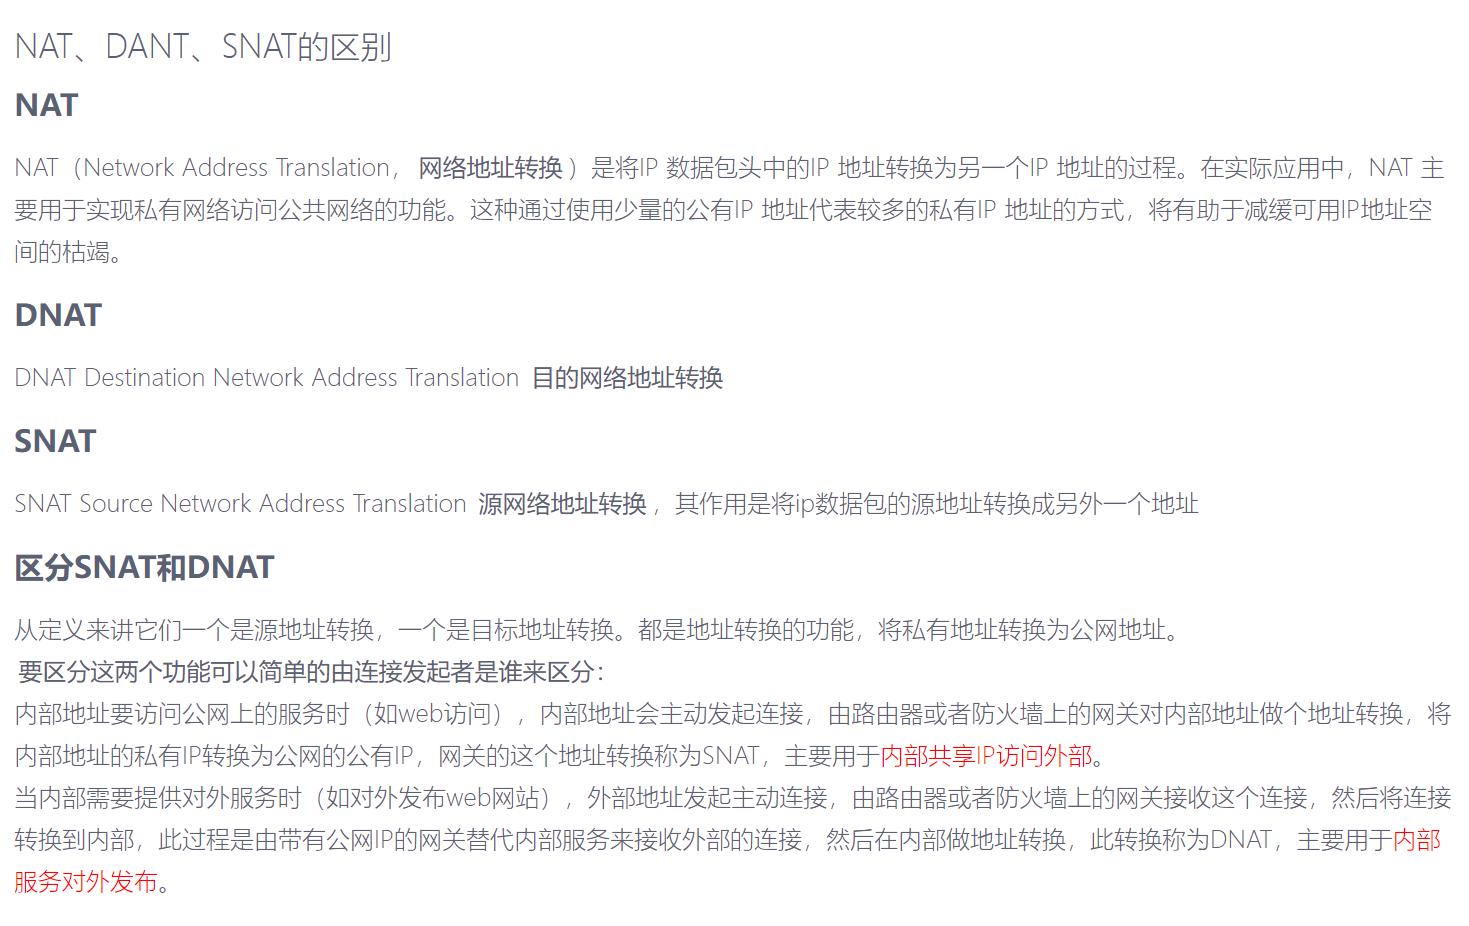 NAT、DANT、SNAT的区别
NAT
NAT（Network Address Translation， 网络地址转换 ）是将IP 数据包头中的IP 地址转换为另一个IP 地址的过程。在实际应用中，NAT 主
要用于实现私有网络访问公共网络的功能。这种通过使用少量的公有IP 地址代表较多的私有IP 地址的方式，将有助于减缓可用IP地址空
间的枯竭。
DNAT
DNAT Destination Network Address Translation 目的网络地址转换
SNAT
SNAT Source Network Address Translation 源网络地址转换 ，其作用是将ip数据包的源地址转换成另外一个地址
区分SNAT和DNAT
从定义来讲它们一个是源地址转换，一个是目标地址转换。都是地址转换的功能，将私有地址转换为公网地址。
要区分这两个功能可以简单的由连接发起者是谁来区分：
内部地址要访问公网上的服务时（如web访问），内部地址会主动发起连接，由路由器或者防火墙上的网关对内部地址做个地址转换，将
内部地址的私有IP转换为公网的公有IP，网关的这个地址转换称为SNAT，主要用于内部共享IP访问外部。
当内部需要提供对外服务时（如对外发布web网站），外部地址发起主动连接，由路由器或者防火墙上的网关接收这个连接，然后将连接
转换到内部，此过程是由带有公网IP的网关替代内部服务来接收外部的连接，然后在内部做地址转换，此转换称为DNAT，主要用于内部
服务对外发布。